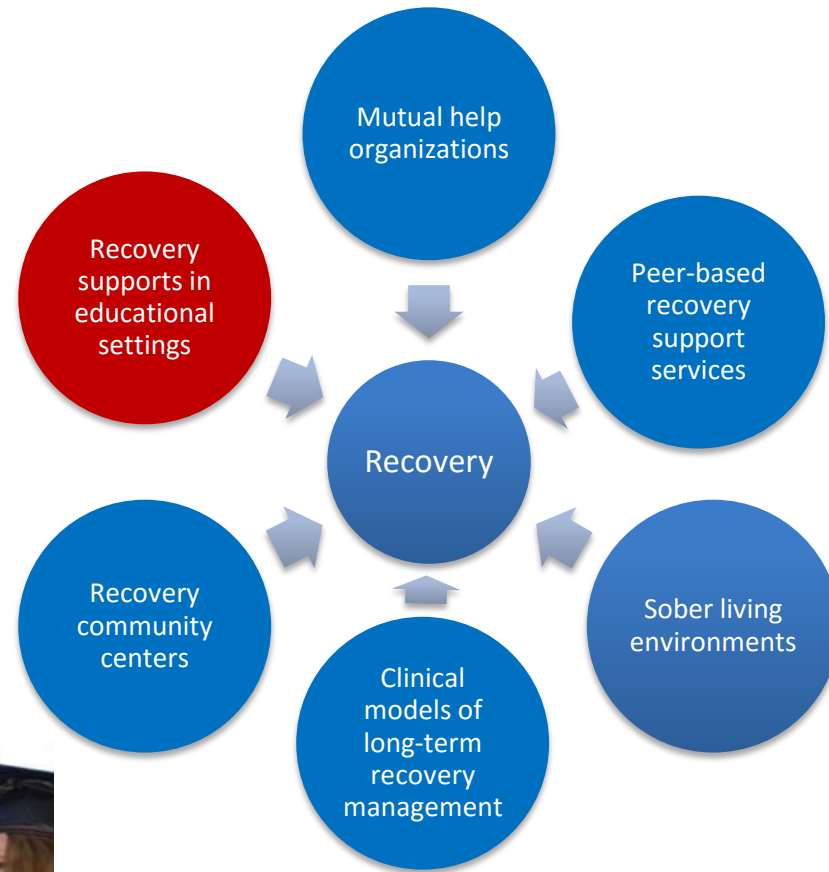 Mutual help
organizations
Recovery
supports in
educational
settings
Peer-based
recovery
support
services
Recovery
Recovery
community
centers
Sober living
environments
Clinical
models of
long-term
recovery
management